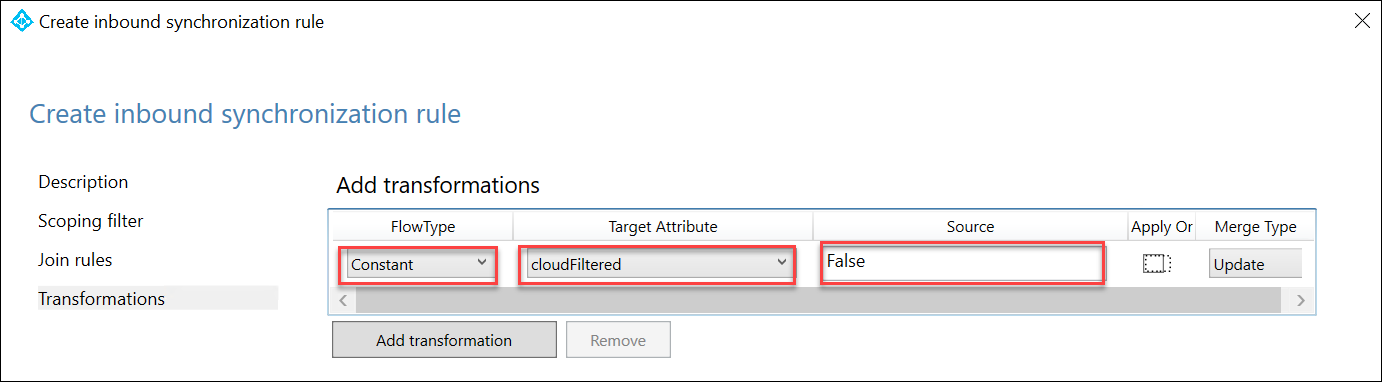 Create inbound synchronization rule
Create inbound synchronization rule
Description
Scoping filter
Join rules
Transformations
Add transformations
FlowType Target Attribute Source Apply Or Merge Type
Constant cloudFiltered False Update
Add transformation Remove